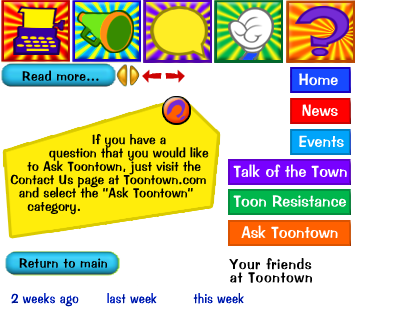 Read more...
Home
News
Events
Talk of the Town
Toon Resistance
Ask Toontown
If you have a
question that you would like
to Ask Toontown, just visit the
Contact Us page at Toontown.com
and select the "Ask Toontown"
category.
Return to main
Your friends
at Toontown
2 weeks ago last week this week